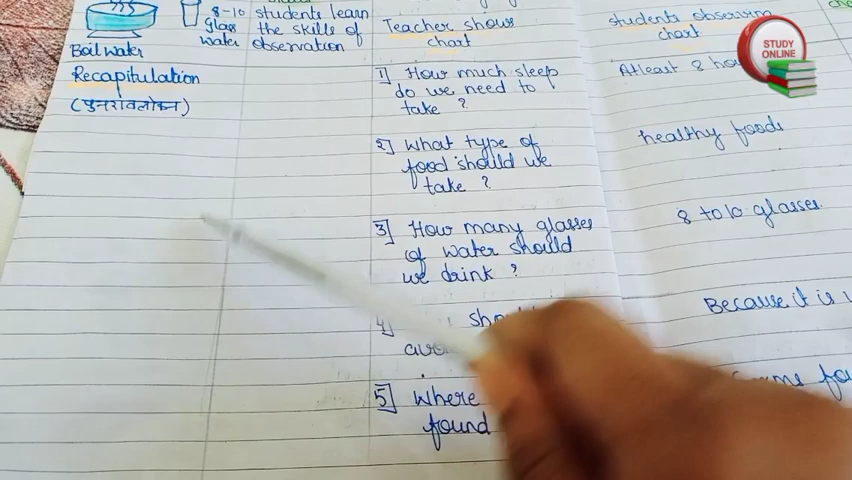 8-10
glass
water
Boil water
students learn
the skills of
observation
Teacher shows
chart
students observing
chart
STUDY
ONLINE
Recapitulation
(पुनरावलोकन)
1] How much sleep
do we need to
take ?
Atleast 8
2] What type of
food should we
take ?
healthy foods
3] How many glasses
of water should
we drink ?
8 to 10 glasses
4
Because it is
5] Where
found